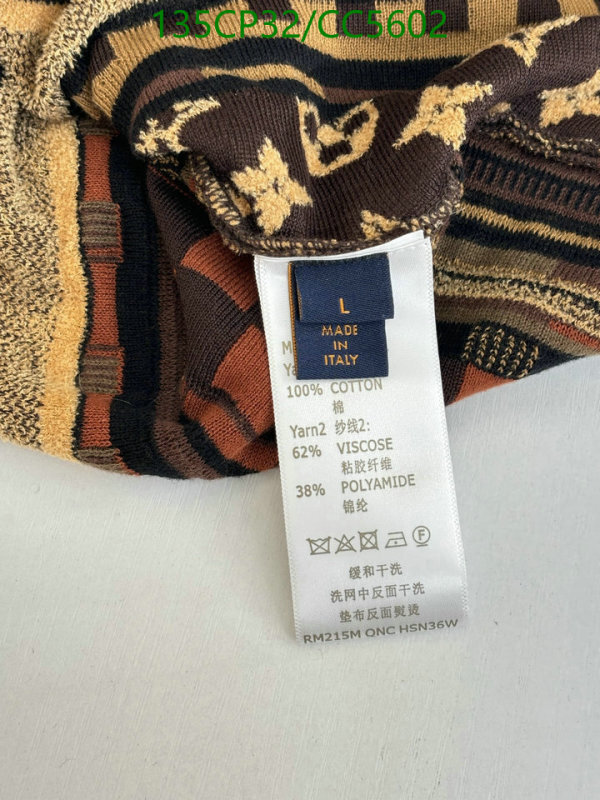 135CP32/CC5602
L
MADE
IN
ITALY
100% COTTON
棉
Yarn2 纱线2:
62% VISCOSE
粘胶纤维
38% POLYAMIDE
锦纶
F
缓和干洗
洗网中反面干洗
垫布反面熨烫
RM215M QNC HSN36W